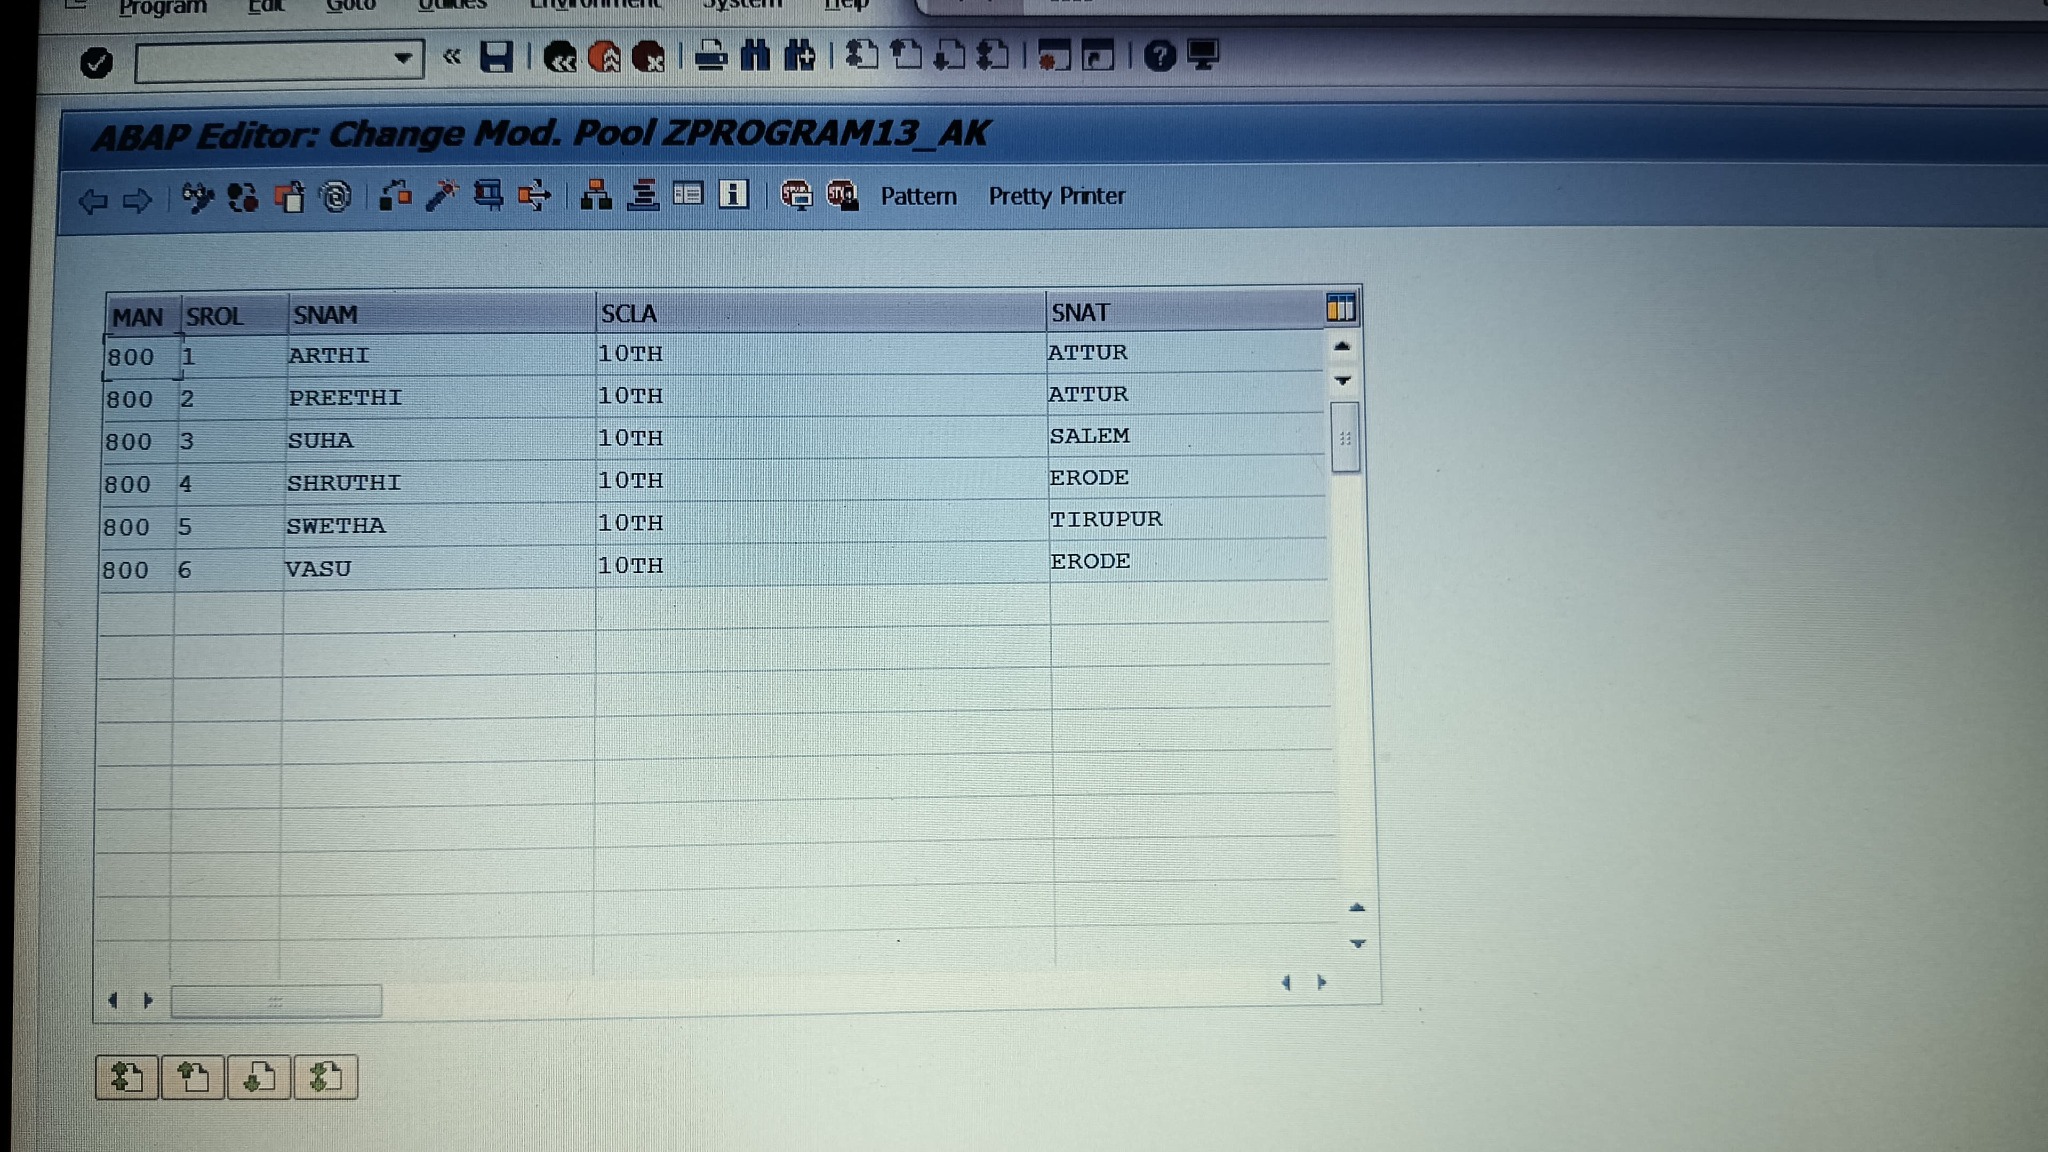 Program Edit Goto Utilities Environment System Help
ABAP Editor: Change Mod. Pool ZPROGRAM13_AK
Pattern Pretty Printer
MAN SROL SNAM SCLA SNAT
800 1 ARTHI 10TH ATTUR
800 2 PREETHI 10TH ATTUR
800 3 SUHA 10TH SALEM
800 4 SHRUTHI 10TH ERODE
800 5 SWETHA 10TH TIRUPUR
800 6 VASU 10TH ERODE